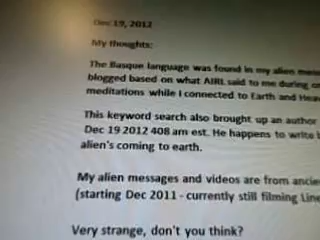 Dec 19, 2012
My thoughts:
The Basque language was found in my alien
blogged based on what AIRL said to me during
meditations while I connected to Earth and
This keyword search also brought up an author
Dec 19 2012 408 am est. He happens to write
alien's coming to earth.
My alien messages and videos are from
(starting Dec 2011 - currently still filming
Very strange, don't you think?